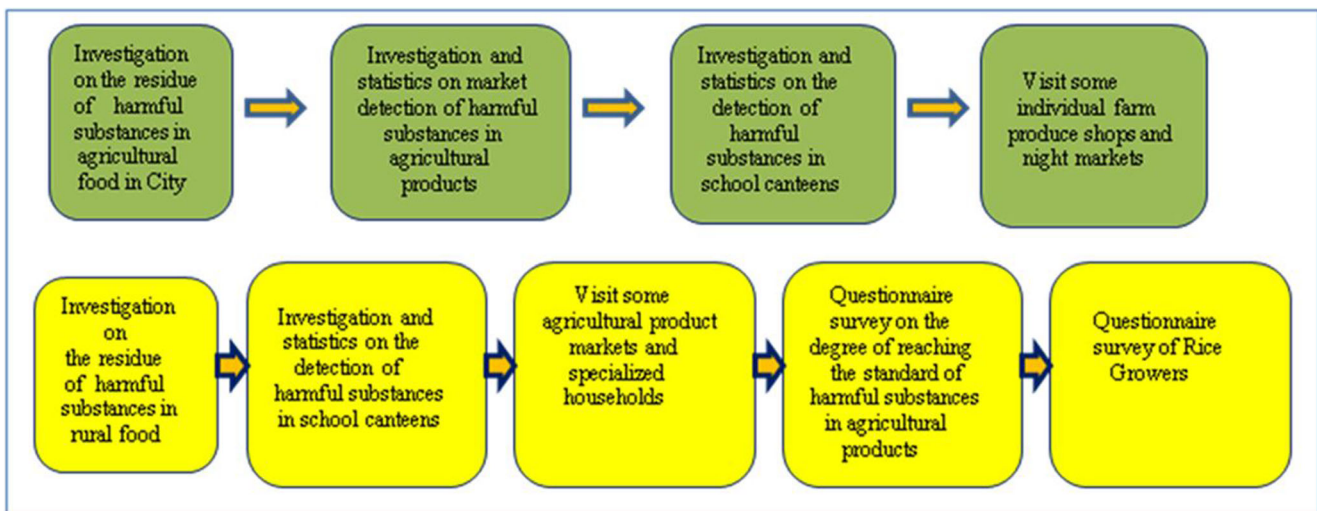 Investigation
on the residue
of harmful
substances in
agricultural
food in City
Investigation and
statistics on market
detection of harmful
substances in
agricultural
products
Investigation and
statistics on the
detection of
harmful
substances in
school canteens
Visit some
individual farm
produce shops and
night markets
Investigation
on
the residue
of harmful
substances in
rural food
Investigation and
statistics on the
detection of
harmful substances
in school canteens
Visit some
agricultural product
markets and
specialized
households
Questionnaire
survey on the
degree of reaching
the standard of
harmful substances
in agricultural
products
Questionnaire
survey of Rice
Growers